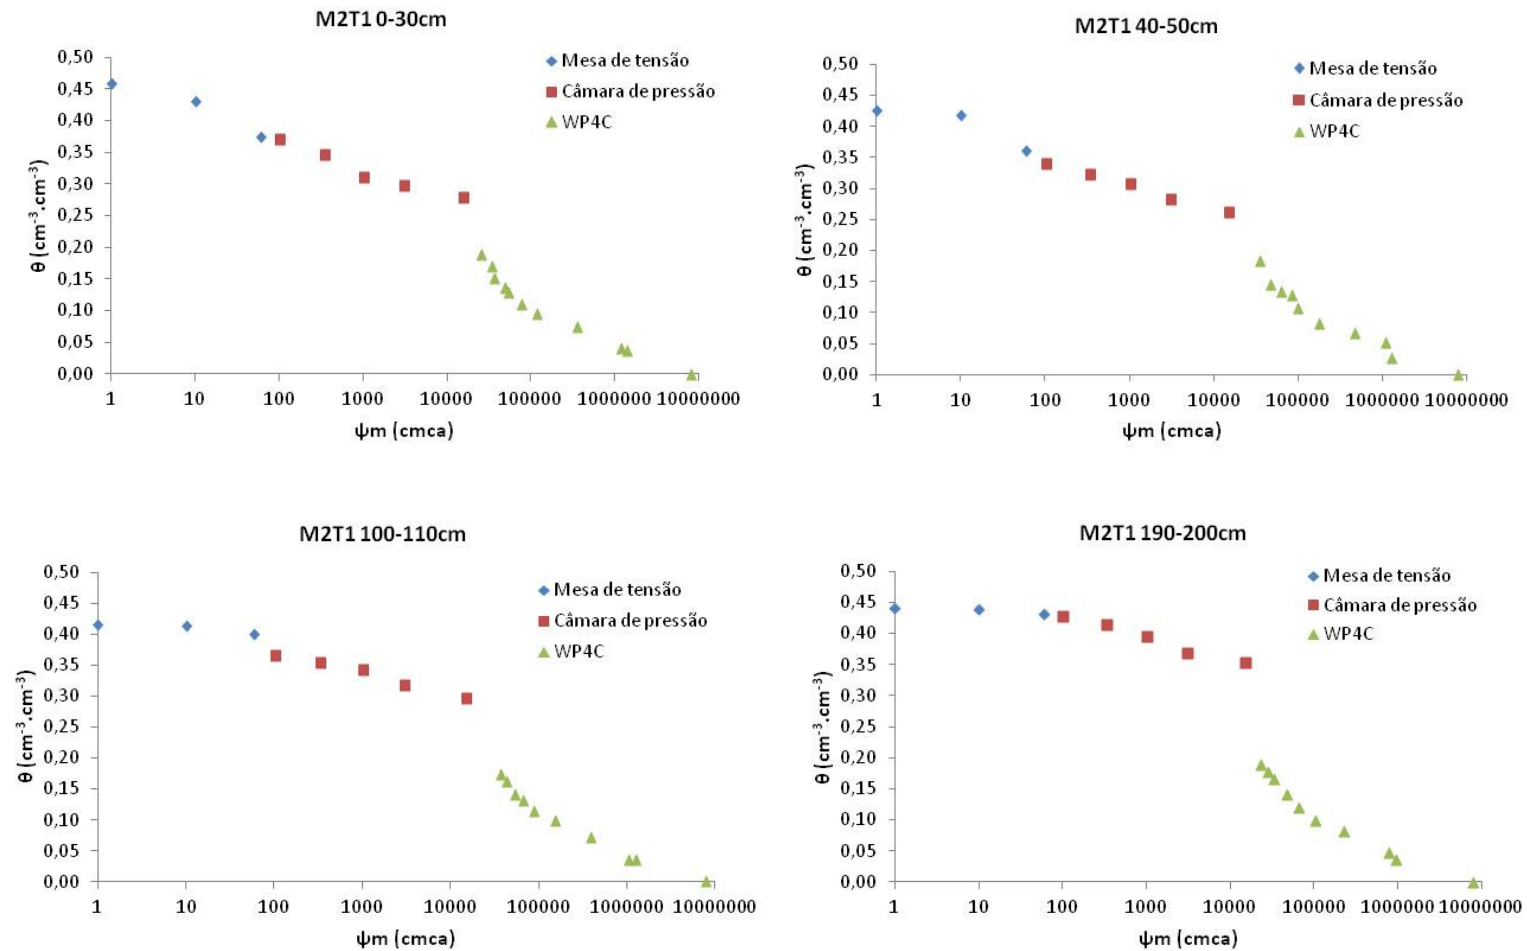 M2T1 0-30cm
0,50
0,45
0,40
0,35
0,30
0,25
0,20
0,15
0,10
0,05
0,00
θ (cm⁻³.cm⁻³)
1 10 100 1000 10000 100000 1000000 10000000
ψm (cmca)
Mesa de tensão
Câmara de pressão
WP4C
M2T1 40-50cm
0,50
0,45
0,40
0,35
0,30
0,25
0,20
0,15
0,10
0,05
0,00
θ (cm⁻³.cm⁻³)
1 10 100 1000 10000 100000 1000000 10000000
ψm (cmca)
Mesa de tensão
Câmara de pressão
WP4C
M2T1 100-110cm
0,50
0,45
0,40
0,35
0,30
0,25
0,20
0,15
0,10
0,05
0,00
θ (cm⁻³.cm⁻³)
1 10 100 1000 10000 100000 1000000 10000000
ψm (cmca)
Mesa de tensão
Câmara de pressão
WP4C
M2T1 190-200cm
0,50
0,45
0,40
0,35
0,30
0,25
0,20
0,15
0,10
0,05
0,00
θ (cm⁻³.cm⁻³)
1 10 100 1000 10000 100000 1000000 10000000
ψm (cmca)
Mesa de tensão
Câmara de pressão
WP4C